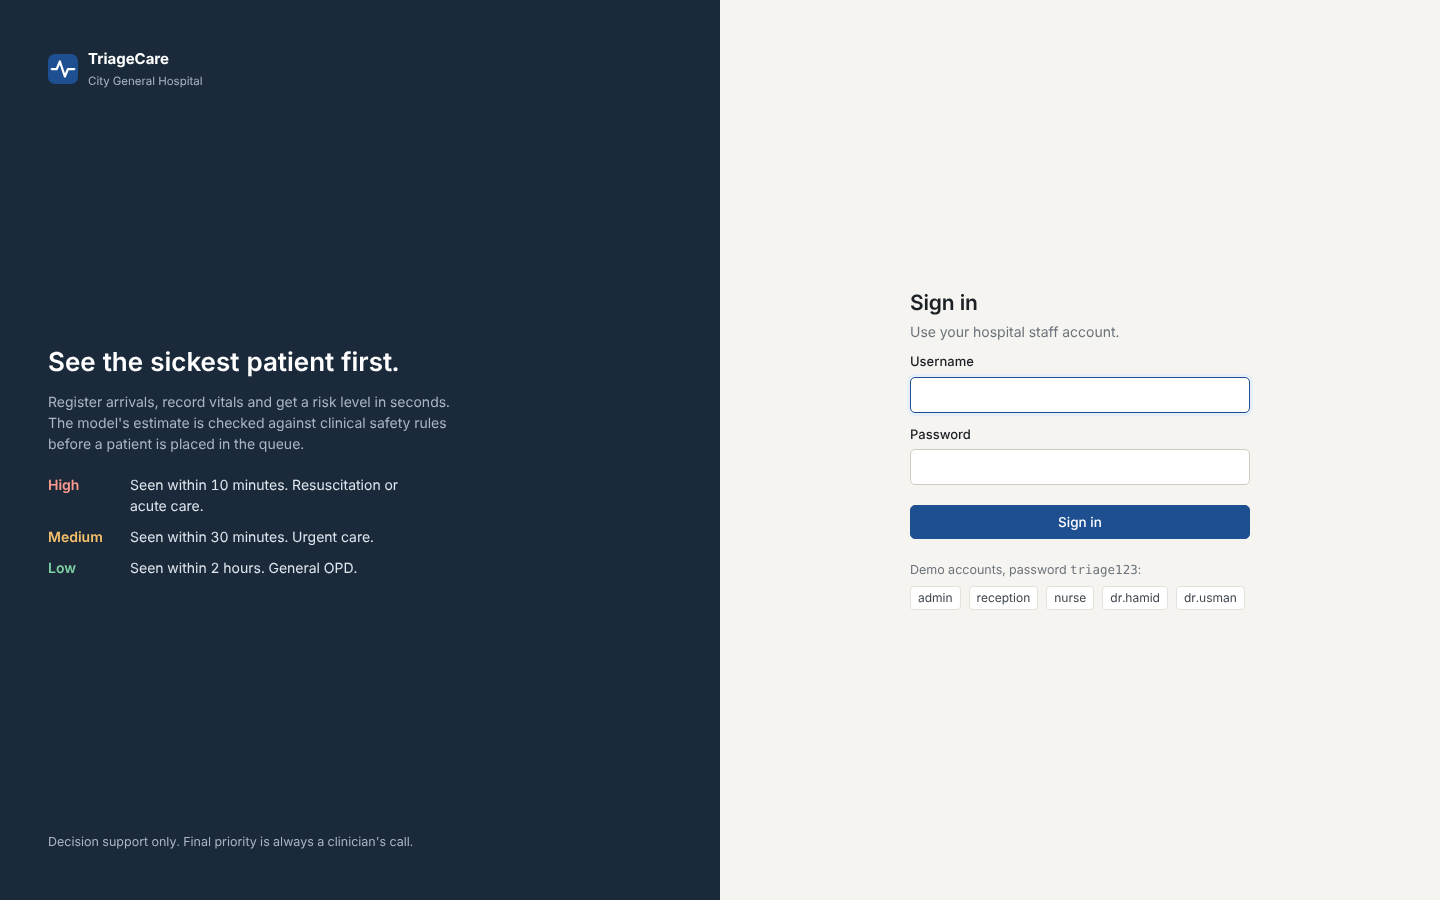 TriageCare
City General Hospital
See the sickest patient first.
Register arrivals, record vitals and get a risk level in seconds.
The model's estimate is checked against clinical safety rules
before a patient is placed in the queue.
High Seen within 10 minutes. Resuscitation or
acute care.
Medium Seen within 30 minutes. Urgent care.
Low Seen within 2 hours. General OPD.
Decision support only. Final priority is always a clinician's call.
Sign in
Use your hospital staff account.
Username
Password
Sign in
Demo accounts, password triage123:
admin reception nurse dr.hamid dr.usman